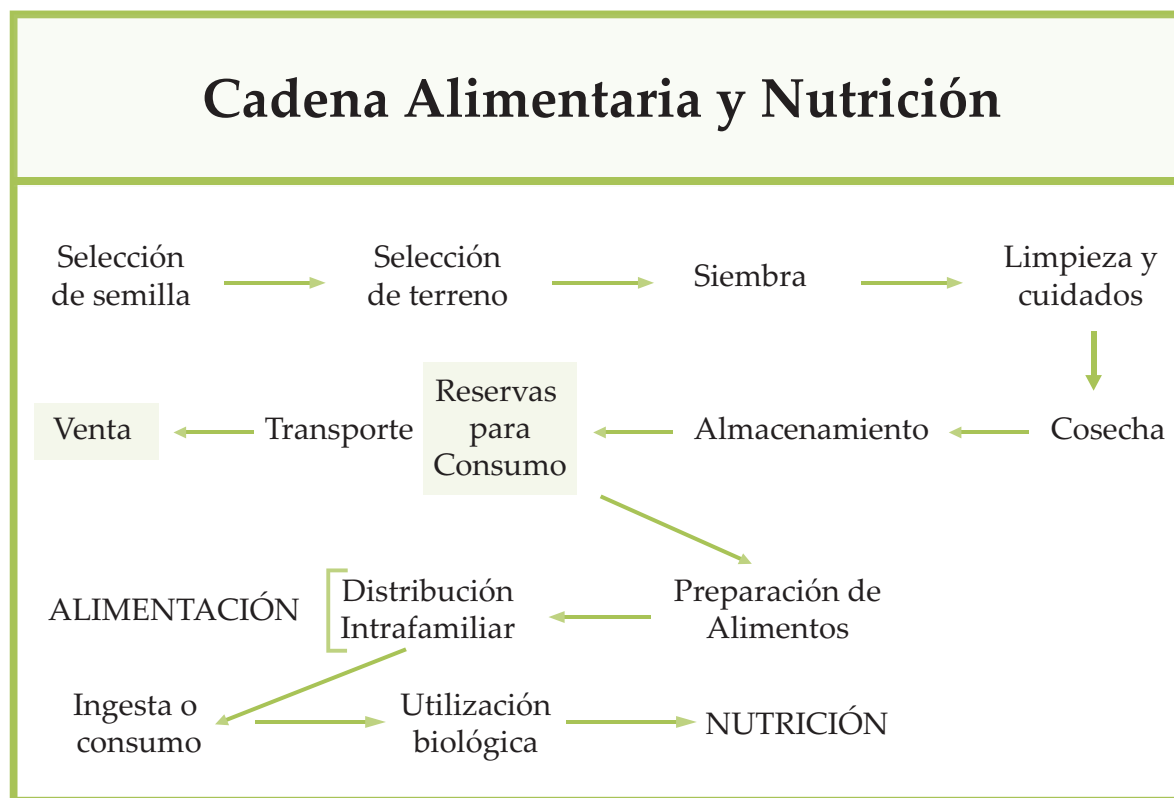 Cadena Alimentaria y Nutrición
Selección
de semilla
Selección
de terreno
Siembra
Limpieza y
cuidados
Venta
Transporte
Reservas
para
Consumo
Almacenamiento
Cosecha
ALIMENTACIÓN
Distribución
Intrafamiliar
Preparación de
Alimentos
Ingesta o
consumo
Utilización
biológica
NUTRICIÓN